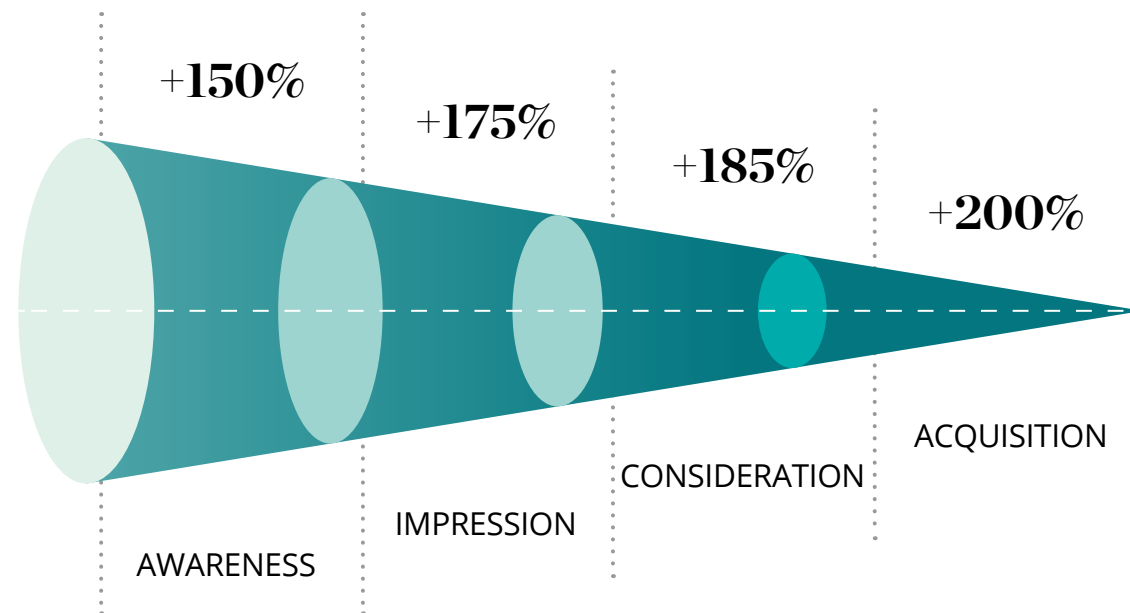 +150%
+175%
+185%
+200%
ACQUISITION
CONSIDERATION
IMPRESSION
AWARENESS